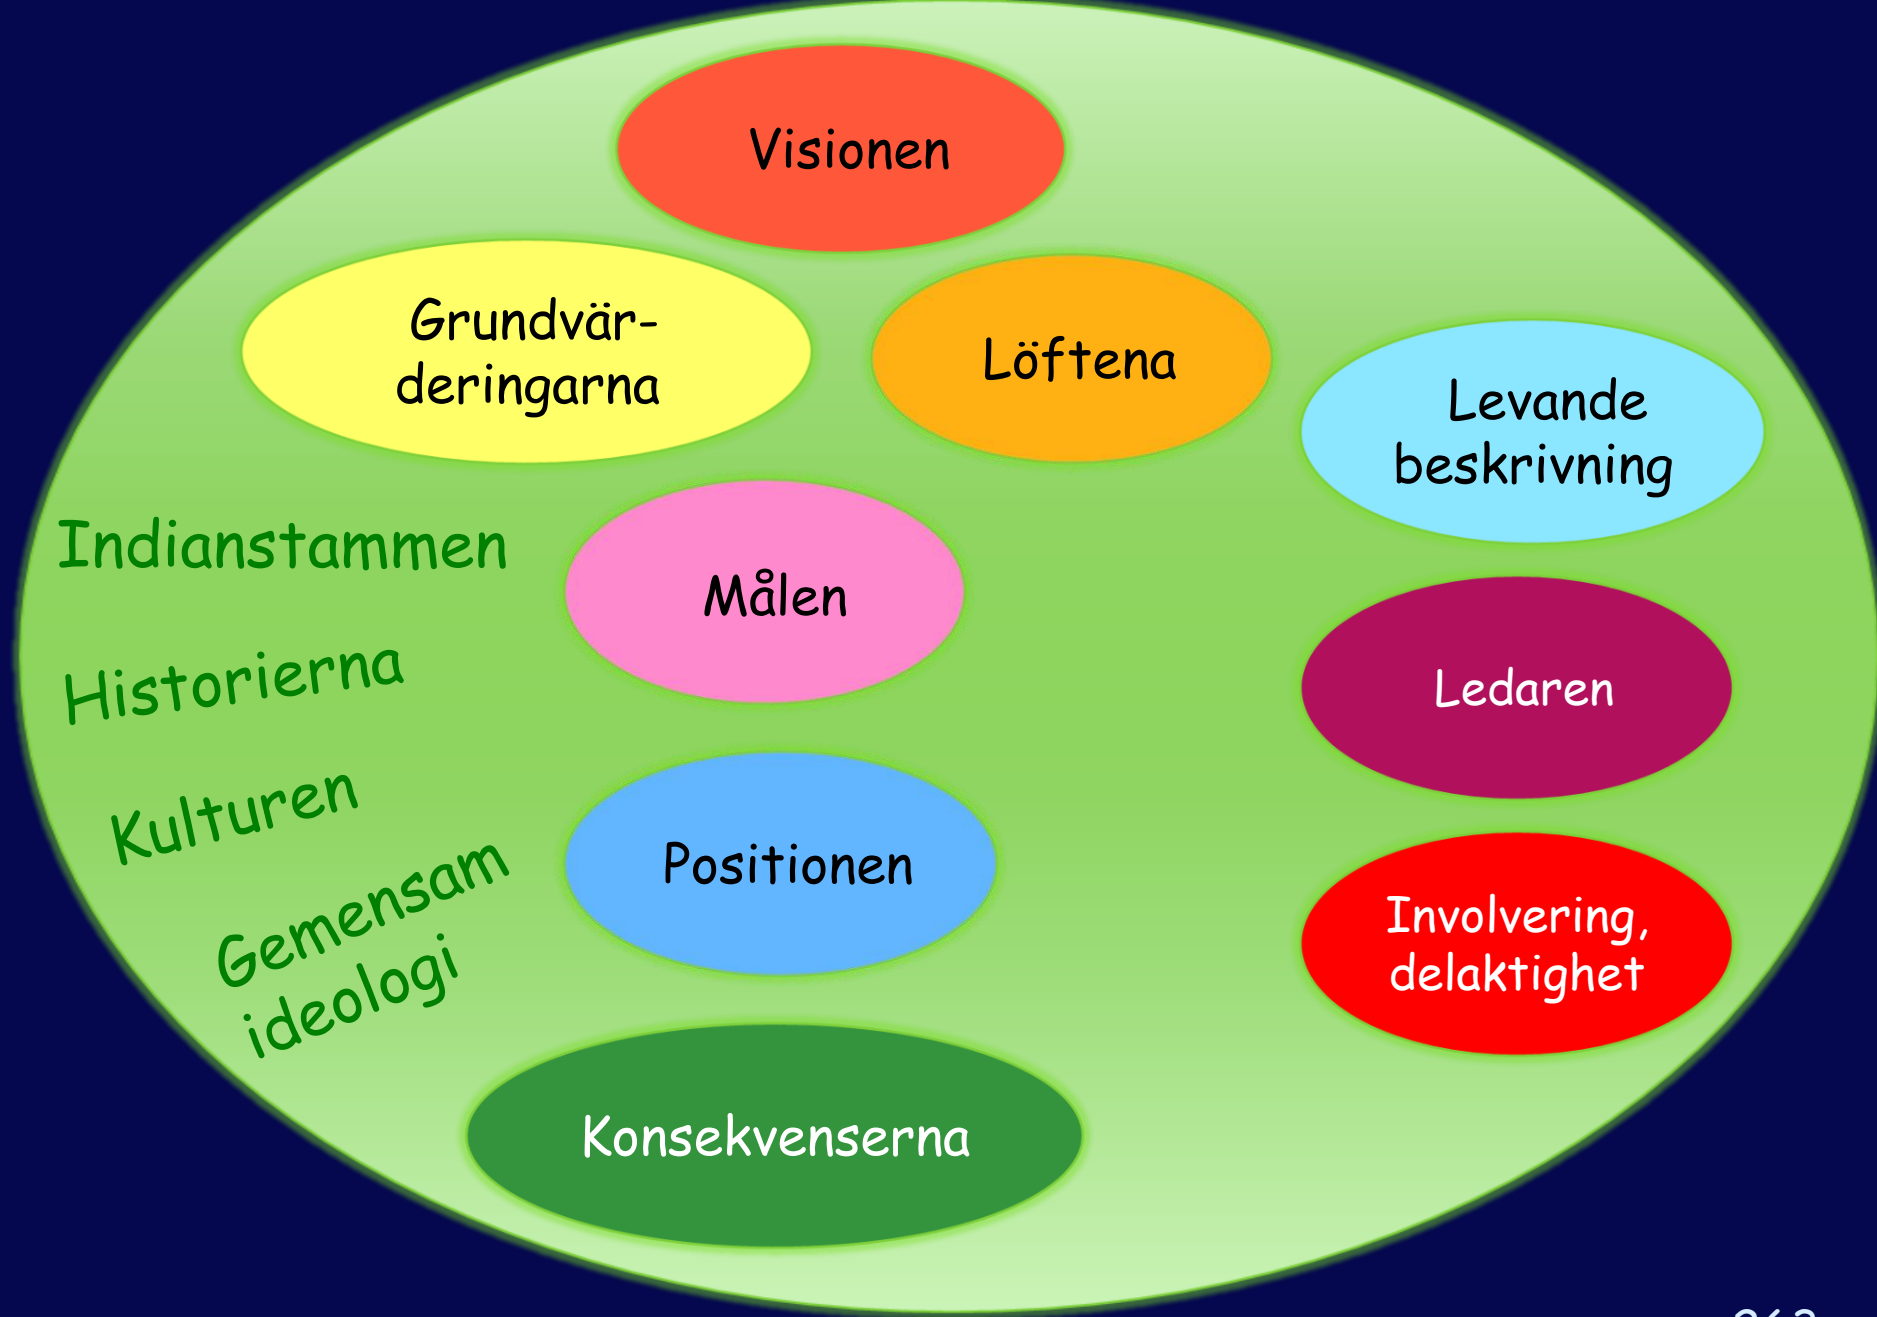 Visionen
Grundvär-
deringarna
Löftena
Levande
beskrivning
Indianstammen
Målen
Historierna
Ledaren
Kulturen
Positionen
Gemensam
ideologi
Involvering,
delaktighet
Konsekvenserna